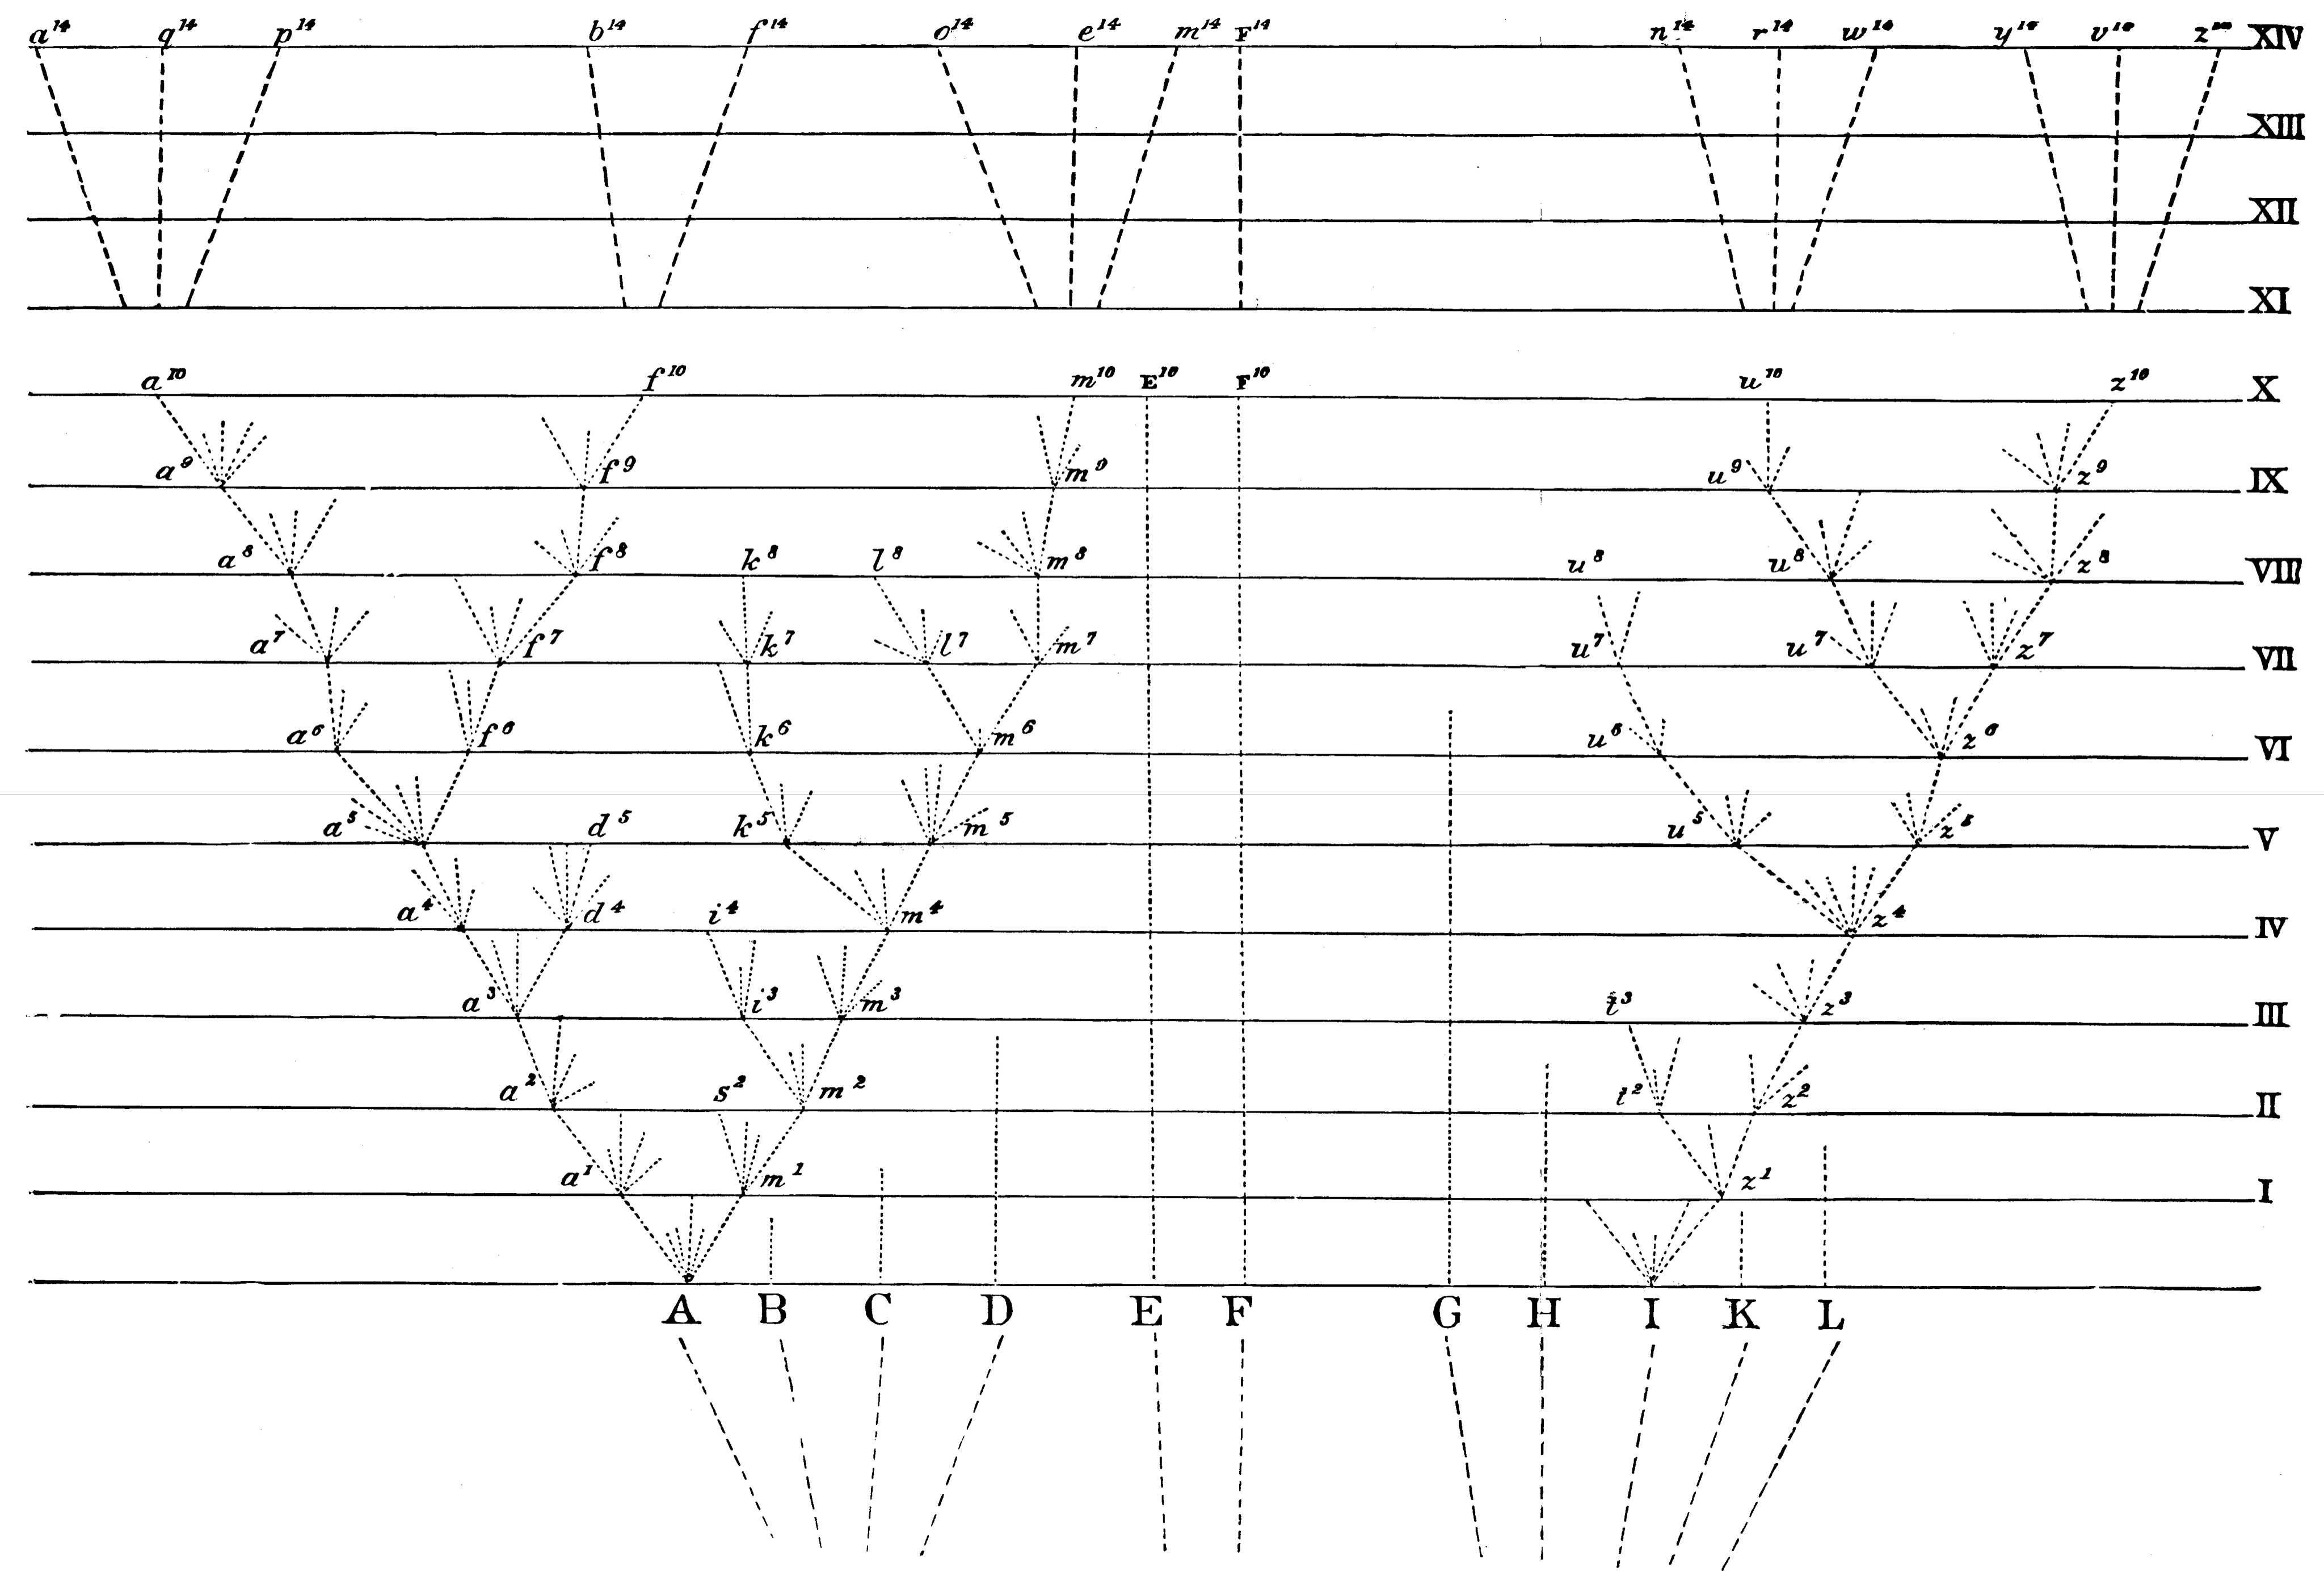 a¹⁴ q¹⁴ p¹⁴ b¹⁴ f¹⁴ o¹⁴ e¹⁴ m¹⁴ F¹⁴ n¹⁴ r¹⁴ w¹⁴ y¹⁴ v¹⁴ XIV
XIII
XII
XI
a¹⁰ f¹⁰ m¹⁰ E¹⁰ F¹⁰ u¹⁰ z¹⁰ X
a⁹ f⁹ m⁹ u⁹ z⁹ IX
a⁸ f⁸ k⁸ l⁸ m⁸ u⁸ u⁸ z⁸ VIII
a⁷ f⁷ k⁷ l⁷ m⁷ u⁷ u⁷ z⁷ VII
a⁶ f⁶ k⁶ m⁶ u⁶ z⁶ VI
a⁵ d⁵ k⁵ m⁵ u⁵ z⁵ V
a⁴ d⁴ i⁴ m⁴ z⁴ IV
a³ i³ m³ t³ z³ III
a² s² m² t² z² II
a¹ m¹ z¹ I
A B C D E F G H I K L